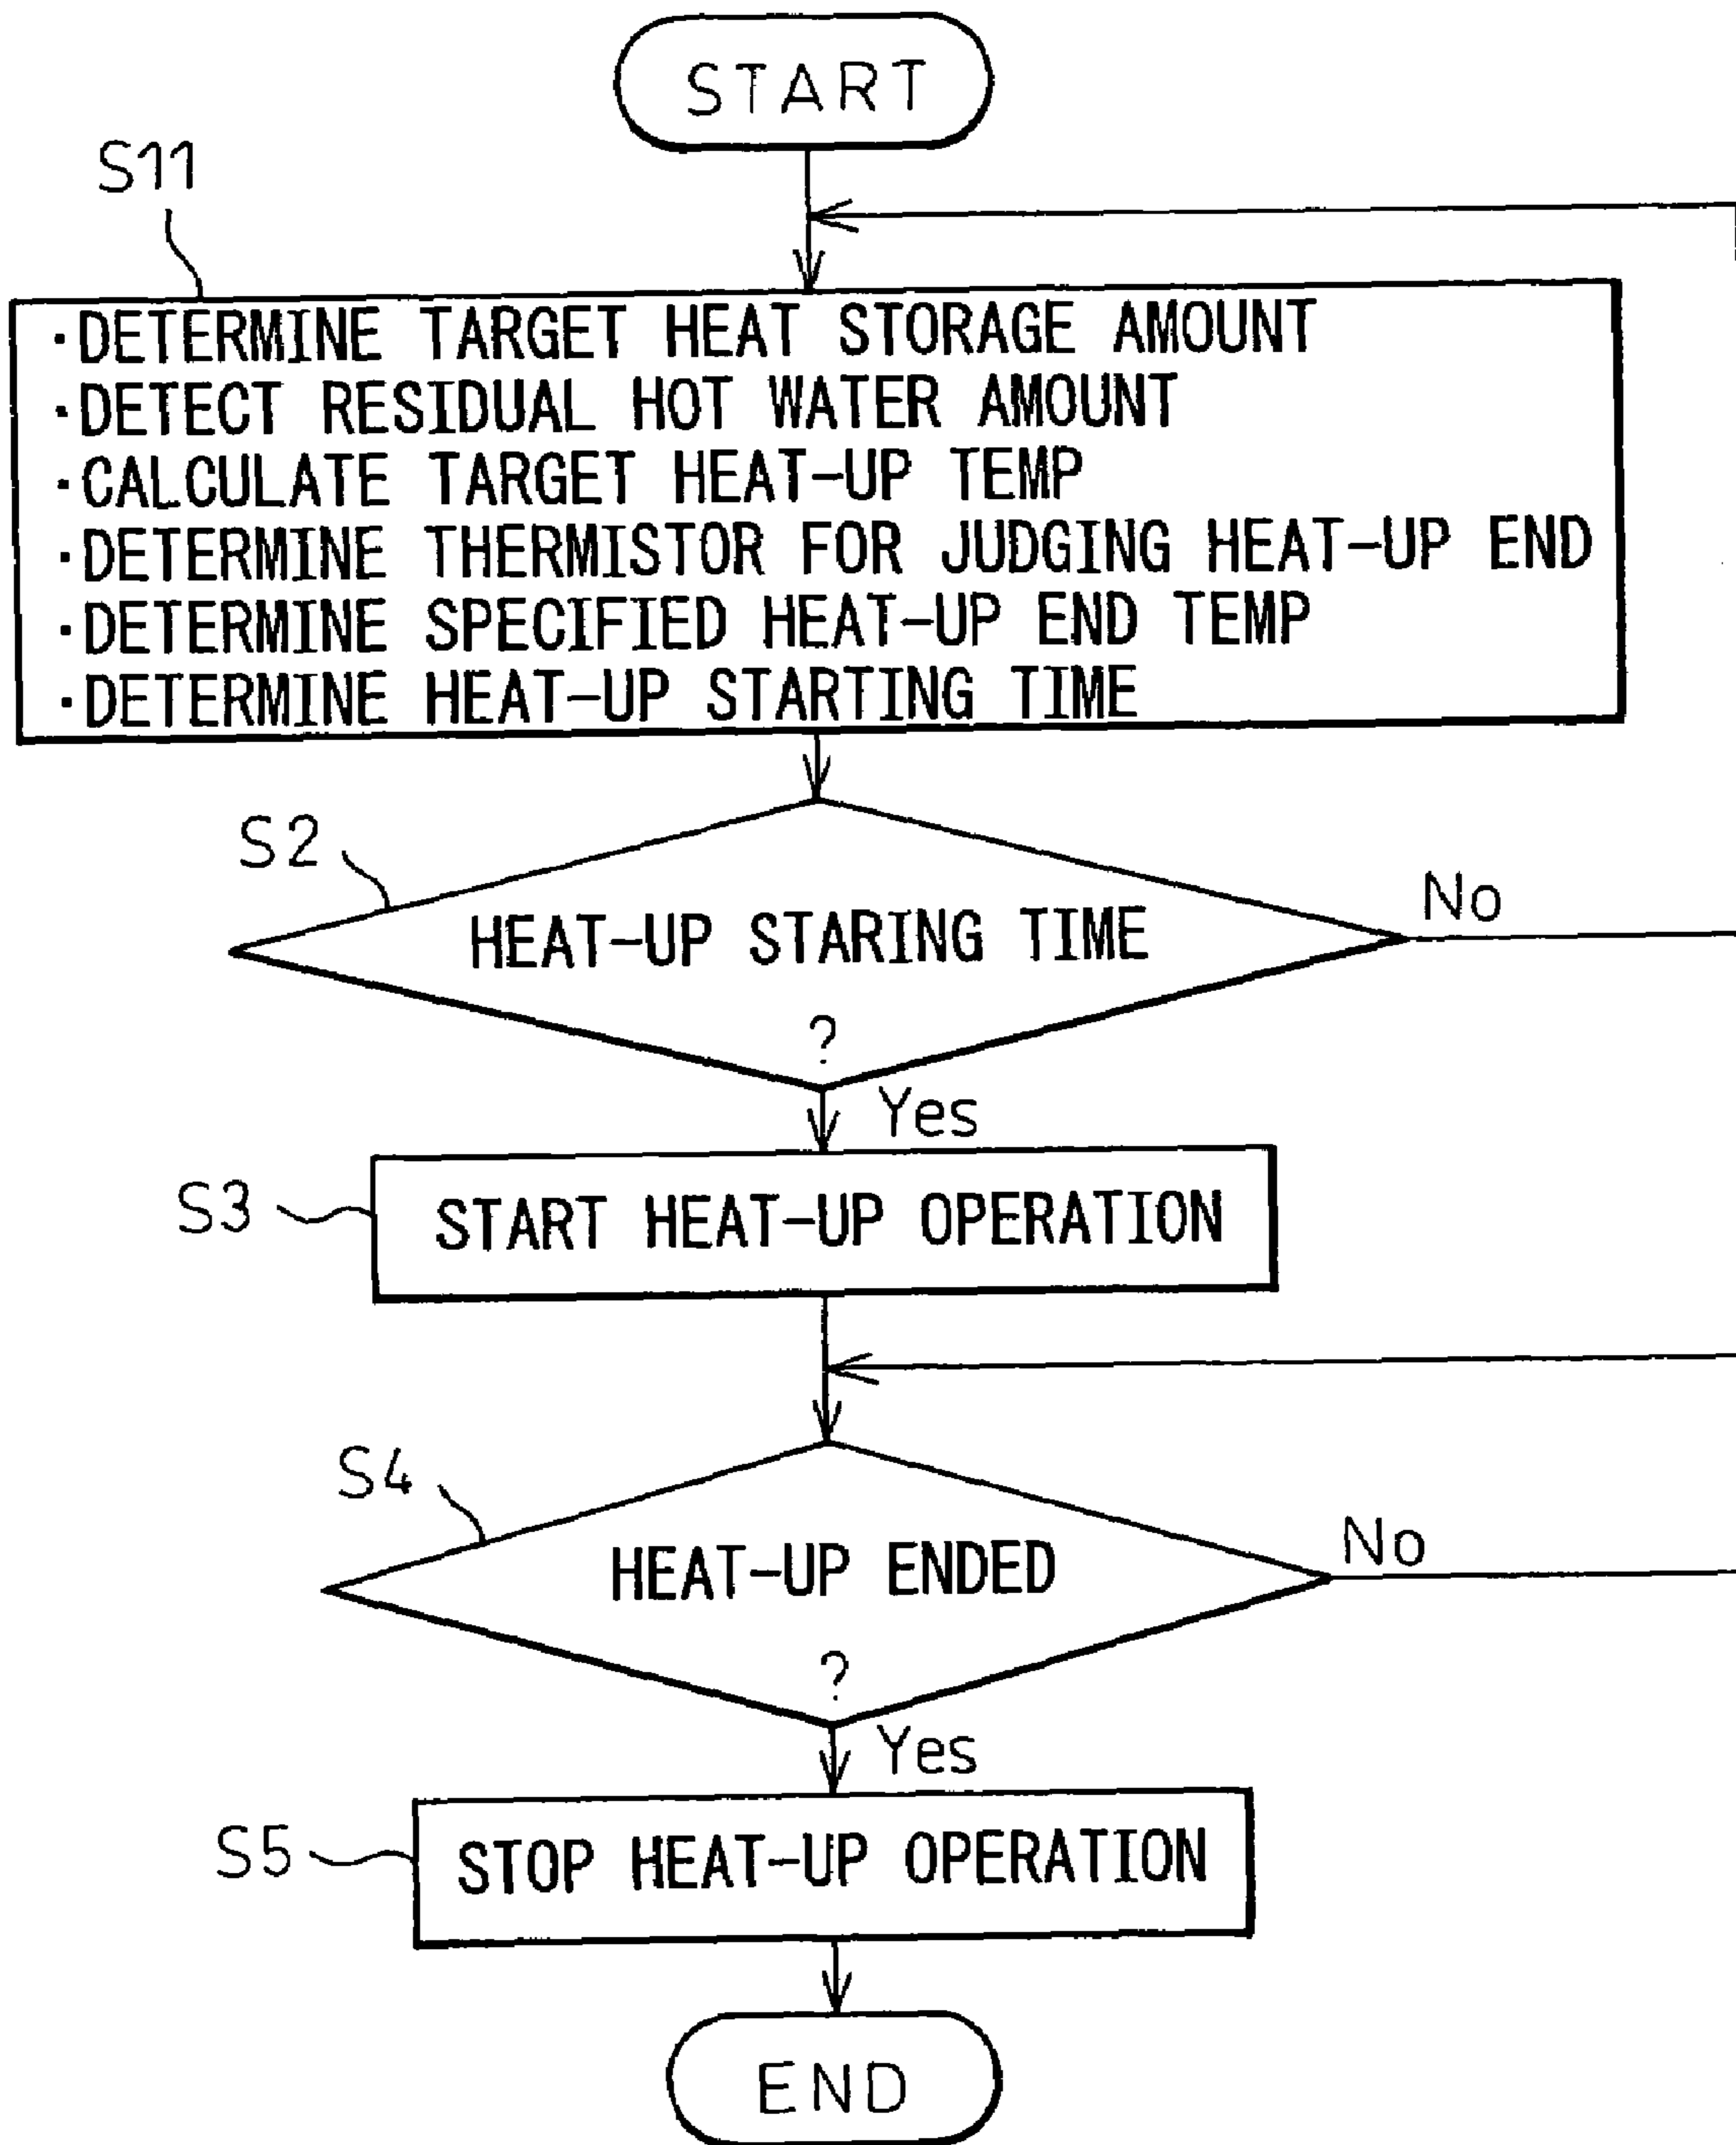 START
S11
·DETERMINE TARGET HEAT STORAGE AMOUNT
·DETECT RESIDUAL HOT WATER AMOUNT
·CALCULATE TARGET HEAT-UP TEMP
·DETERMINE THERMISTOR FOR JUDGING HEAT-UP END
·DETERMINE SPECIFIED HEAT-UP END TEMP
·DETERMINE HEAT-UP STARTING TIME
S2
No
HEAT-UP STARING TIME
?
Yes
S3
START HEAT-UP OPERATION
S4
No
HEAT-UP ENDED
?
Yes
S5
STOP HEAT-UP OPERATION
END